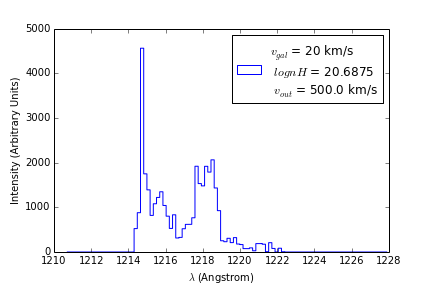 5000
4000
3000
2000
1000
0
Intensity (Arbitrary Units)
v_gal = 20 km/s
lognH = 20.6875
v_out = 500.0 km/s
1210 1212 1214 1216 1218 1220 1222 1224 1226 1228
λ (Angstrom)